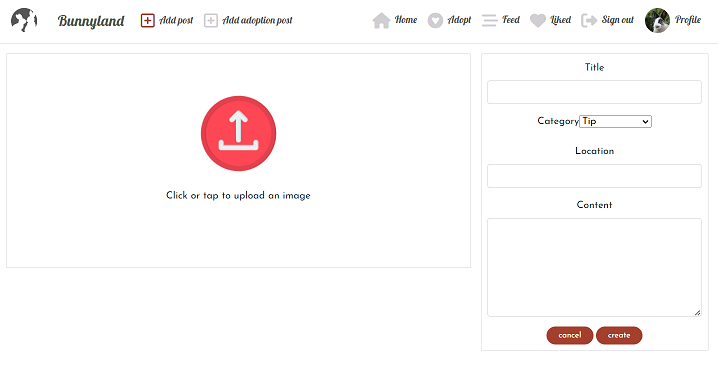 Bunnyland Add post Add adoption post Home Adopt Feed Liked Sign out Profile
Click or tap to upload an image
Title
Category Tip
Location
Content
cancel create